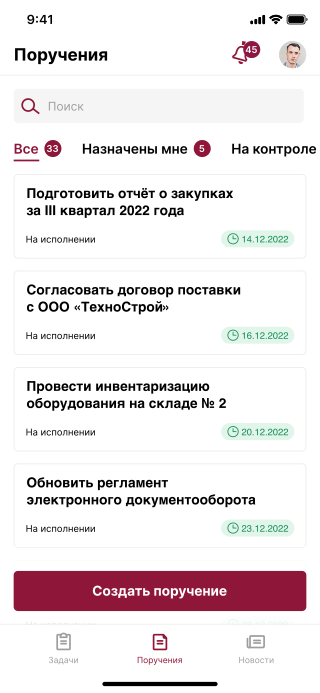 9:41
Поручения
45
Поиск
Все 33 Назначены мне 5 На контроле
Подготовить отчёт о закупках
за III квартал 2022 года
На исполнении 14.12.2022
Согласовать договор поставки
с ООО «ТехноСтрой»
На исполнении 16.12.2022
Провести инвентаризацию
оборудования на складе № 2
На исполнении 20.12.2022
Обновить регламент
электронного документооборота
На исполнении 23.12.2022
Создать поручение
Задачи Поручения Новости